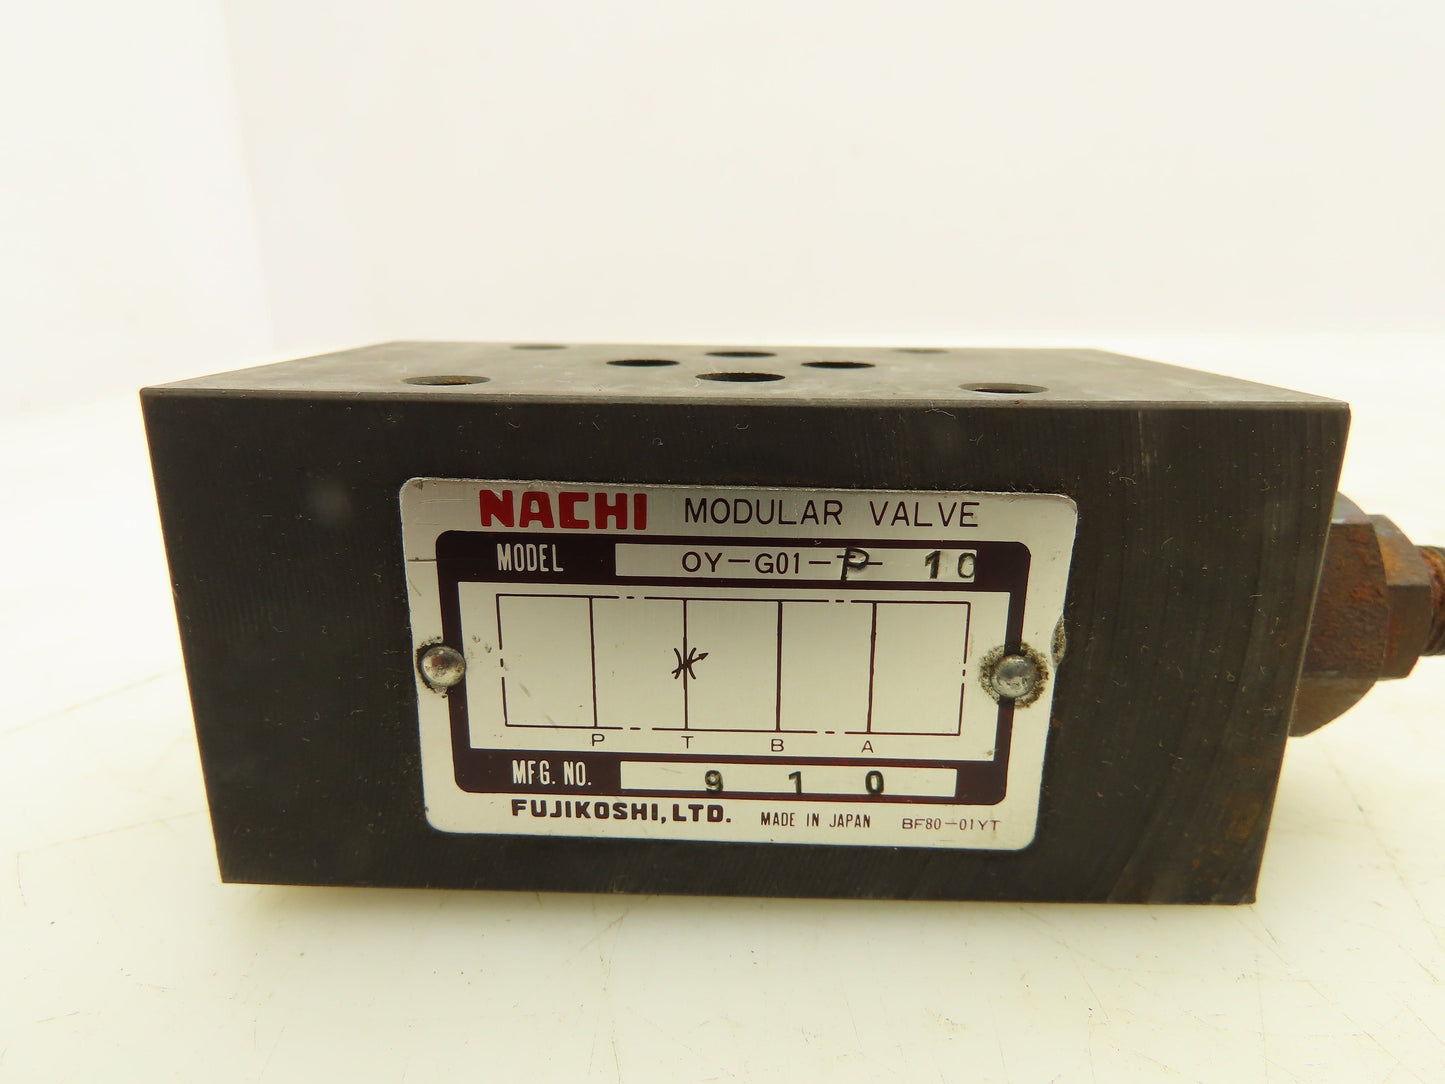 NACHI MODULAR VALVE
MODEL OY-G01-P- 10
P T B A
MFG. NO. 9 1 0
FUJIKOSHI, LTD. MADE IN JAPAN BF80-01YT